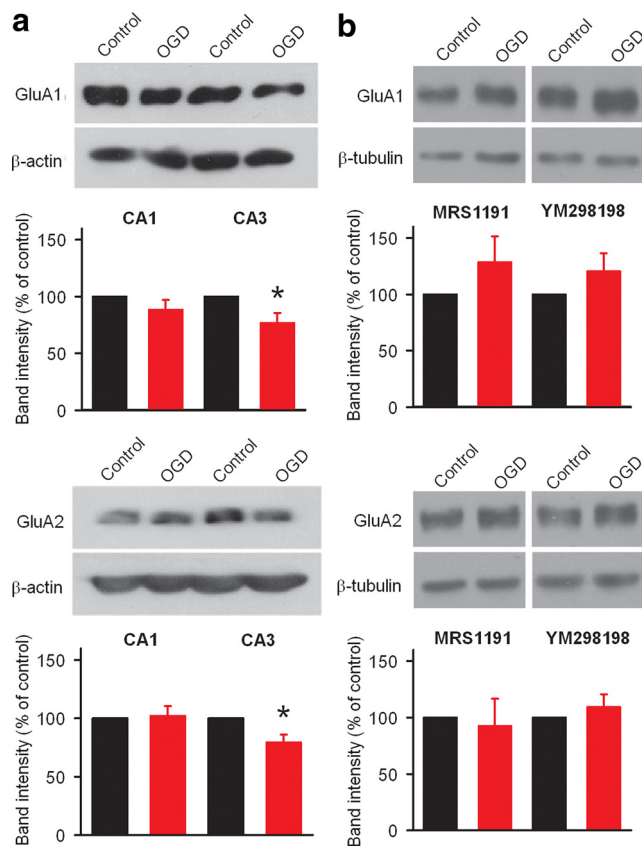 a
Control OGD Control OGD
GluA1
β-actin
CA1 CA3
Band intensity (% of control)
150
100
50
0
*
Control OGD Control OGD
GluA2
β-actin
CA1 CA3
Band intensity (% of control)
150
100
50
0
*
b
Control OGD Control OGD
GluA1
β-tubulin
MRS1191 YM298198
Band intensity (% of control)
150
100
50
0
Control OGD Control OGD
GluA2
β-tubulin
MRS1191 YM298198
Band intensity (% of control)
150
100
50
0